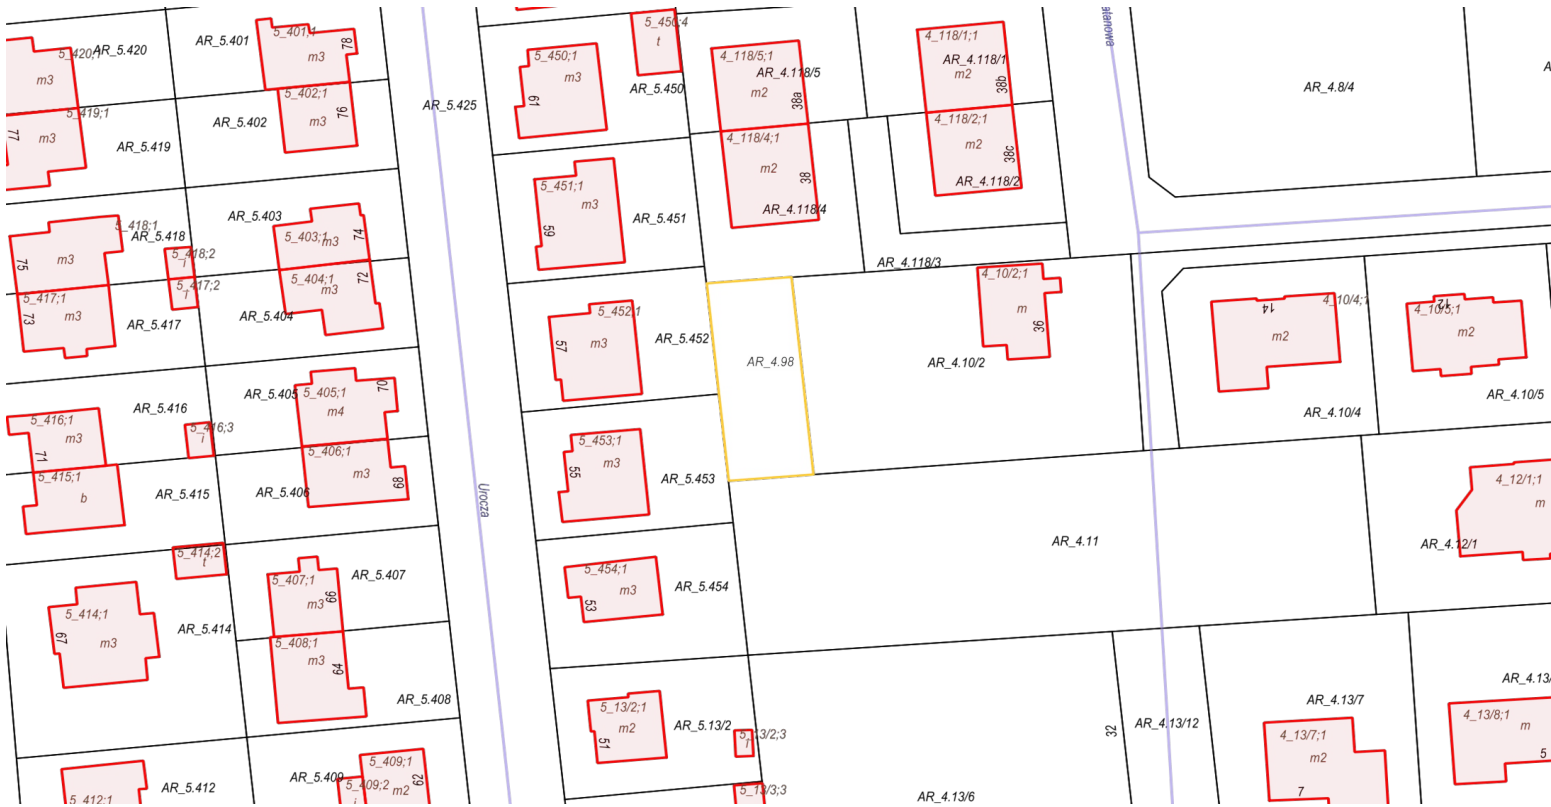 5_420;1
AR_5.420
m3
AR_5.401
5_401;1
m3
78
AR_5.425
5_450;4
t
5_450;1
m3
61
AR_5.450
4_118/5;1
AR_4.118/5
m2
38a
4_118/1;1
AR_4.118/1
m2
38b
AR_4.8/4
5_419;1
m3
77
AR_5.419
AR_5.402
5_402;1
m3
76
4_118/4;1
m2
38
AR_4.118/4
4_118/2;1
m2
38c
AR_4.118/2
5_451;1
m3
59
AR_5.451
5_418;1
AR_5.418
m3
75
5_418;2
i
AR_5.403
5_403;1
m3
74
AR_4.118/3
5_417;1
m3
73
5_417;2
AR_5.417
AR_5.404
5_404;1
m3
72
5_452;1
m3
57
AR_5.452
AR_4.98
4_10/2;1
m
36
AR_4.10/2
14
4_10/4;1
m2
AR_4.10/4
12
4_10/5;1
m2
AR_4.10/5
5_416;1
m3
71
AR_5.416
5_416;3
i
AR_5.405
5_405;1
m4
70
5_415;1
b
AR_5.415
AR_5.406
5_406;1
m3
68
Urocza
5_453;1
m3
55
AR_5.453
4_12/1;1
m
AR_4.12/1
AR_4.11
5_414;2
t
5_414;1
m3
67
AR_5.414
5_407;1
m3
66
AR_5.407
5_454;1
m3
53
AR_5.454
5_408;1
m3
64
AR_5.408
5_13/2;1
m2
51
AR_5.13/2
5_13/2;3
32
AR_4.13/12
AR_4.13/7
4_13/7;1
m2
7
4_13/8;1
m
5
5_412;1
AR_5.412
AR_5.409
5_409;2
5_409;1
m2
62
5_13/3;3
AR_4.13/6